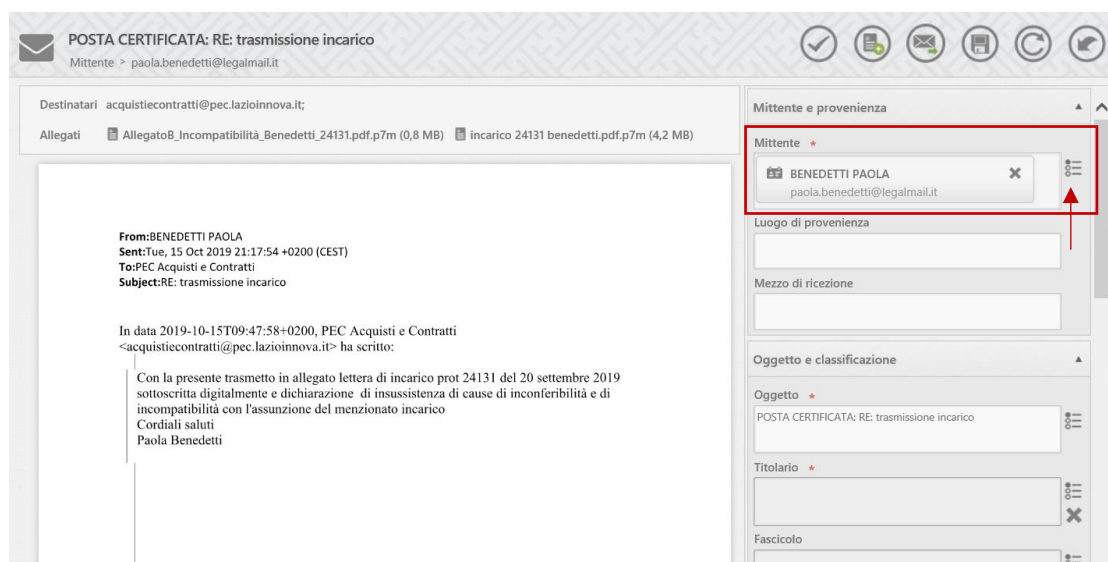 POSTA CERTIFICATA: RE: trasmissione incarico
Mittente > paola.benedetti@legalmail.it
Destinatari acquistiecontratti@pec.lazioinnova.it;
Allegati AllegatoB_Incompatibilità_Benedetti_24131.pdf.p7m (0,8 MB) incarico 24131 benedetti.pdf.p7m (4,2 MB)
From:BENEDETTI PAOLA
Sent:Tue, 15 Oct 2019 21:17:54 +0200 (CEST)
To:PEC Acquisti e Contratti
Subject:RE: trasmissione incarico
In data 2019-10-15T09:47:58+0200, PEC Acquisti e Contratti
<acquistiecontratti@pec.lazioinnova.it> ha scritto:
Con la presente trasmetto in allegato lettera di incarico prot 24131 del 20 settembre 2019
sottoscritta digitalmente e dichiarazione di insussistenza di cause di inconferibilità e di
incompatibilità con l'assunzione del menzionato incarico
Cordiali saluti
Paola Benedetti
Mittente e provenienza
Mittente *
BENEDETTI PAOLA
paola.benedetti@legalmail.it
Luogo di provenienza
Mezzo di ricezione
Oggetto e classificazione
Oggetto *
POSTA CERTIFICATA: RE: trasmissione incarico
Titolario *
Fascicolo